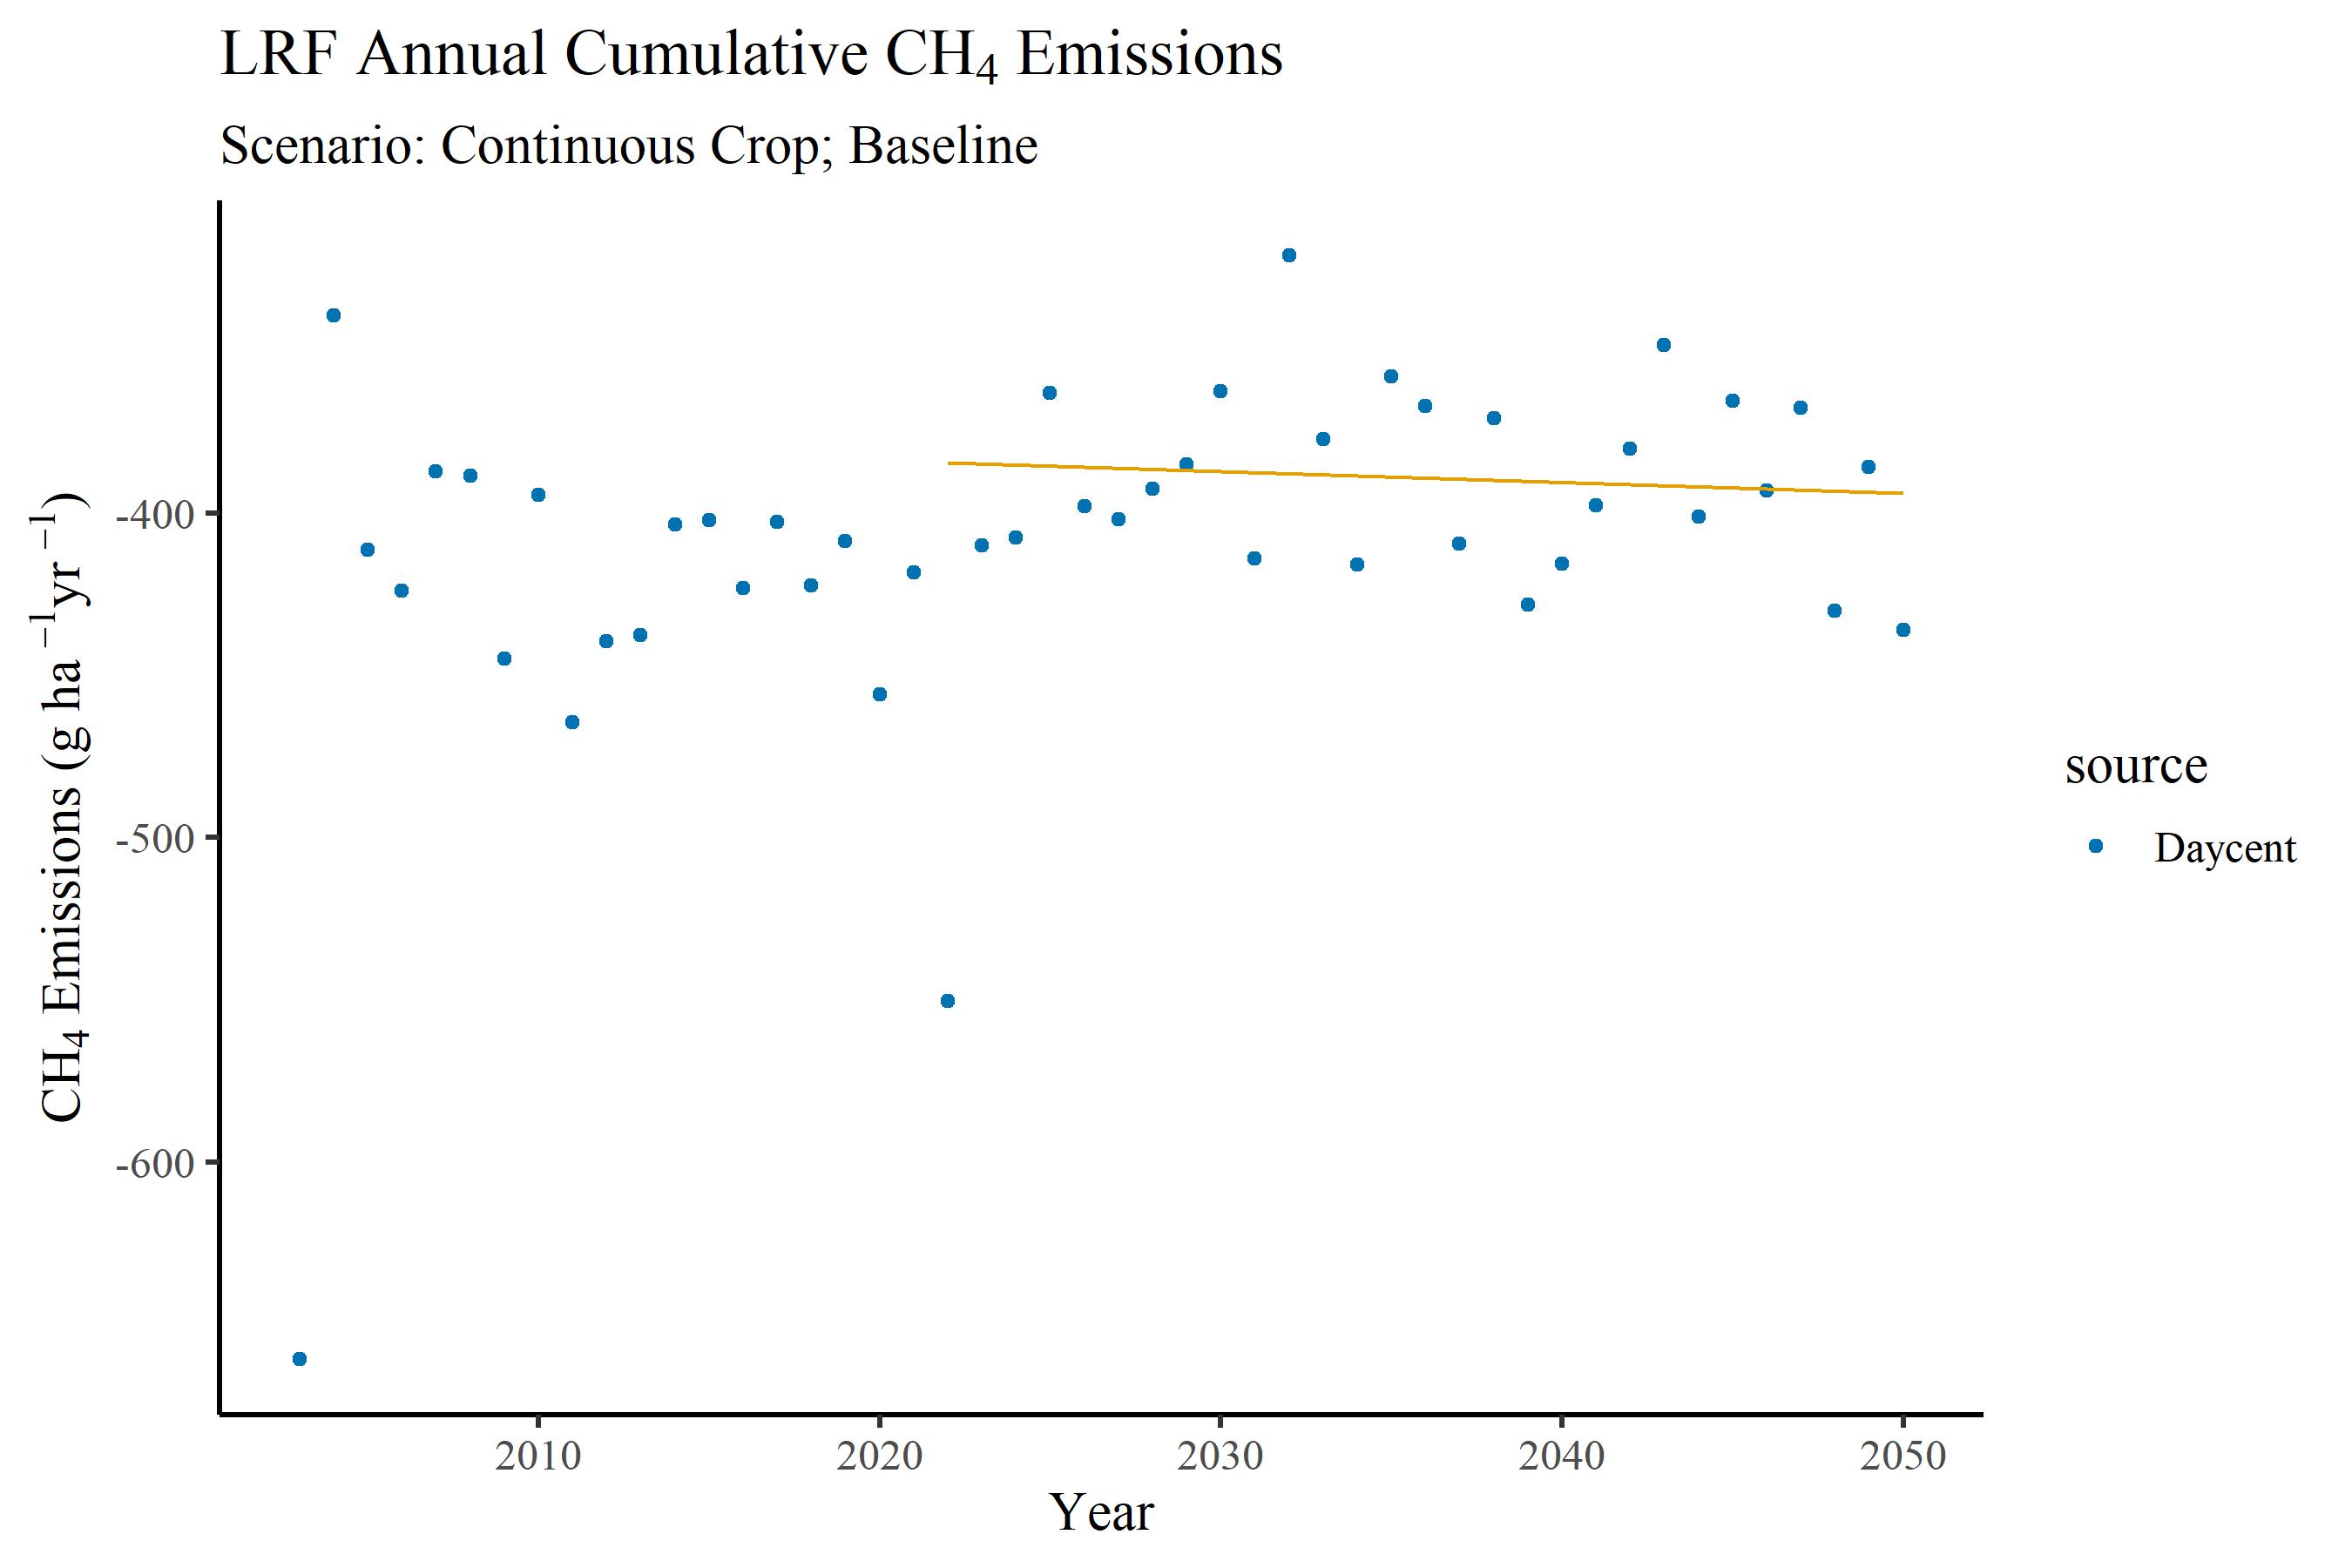 LRF Annual Cumulative CH₄ Emissions
Scenario: Continuous Crop; Baseline
CH₄ Emissions (g ha ⁻¹yr ⁻¹)
-400
-500
-600
2010 2020 2030 2040 2050
Year
source
Daycent